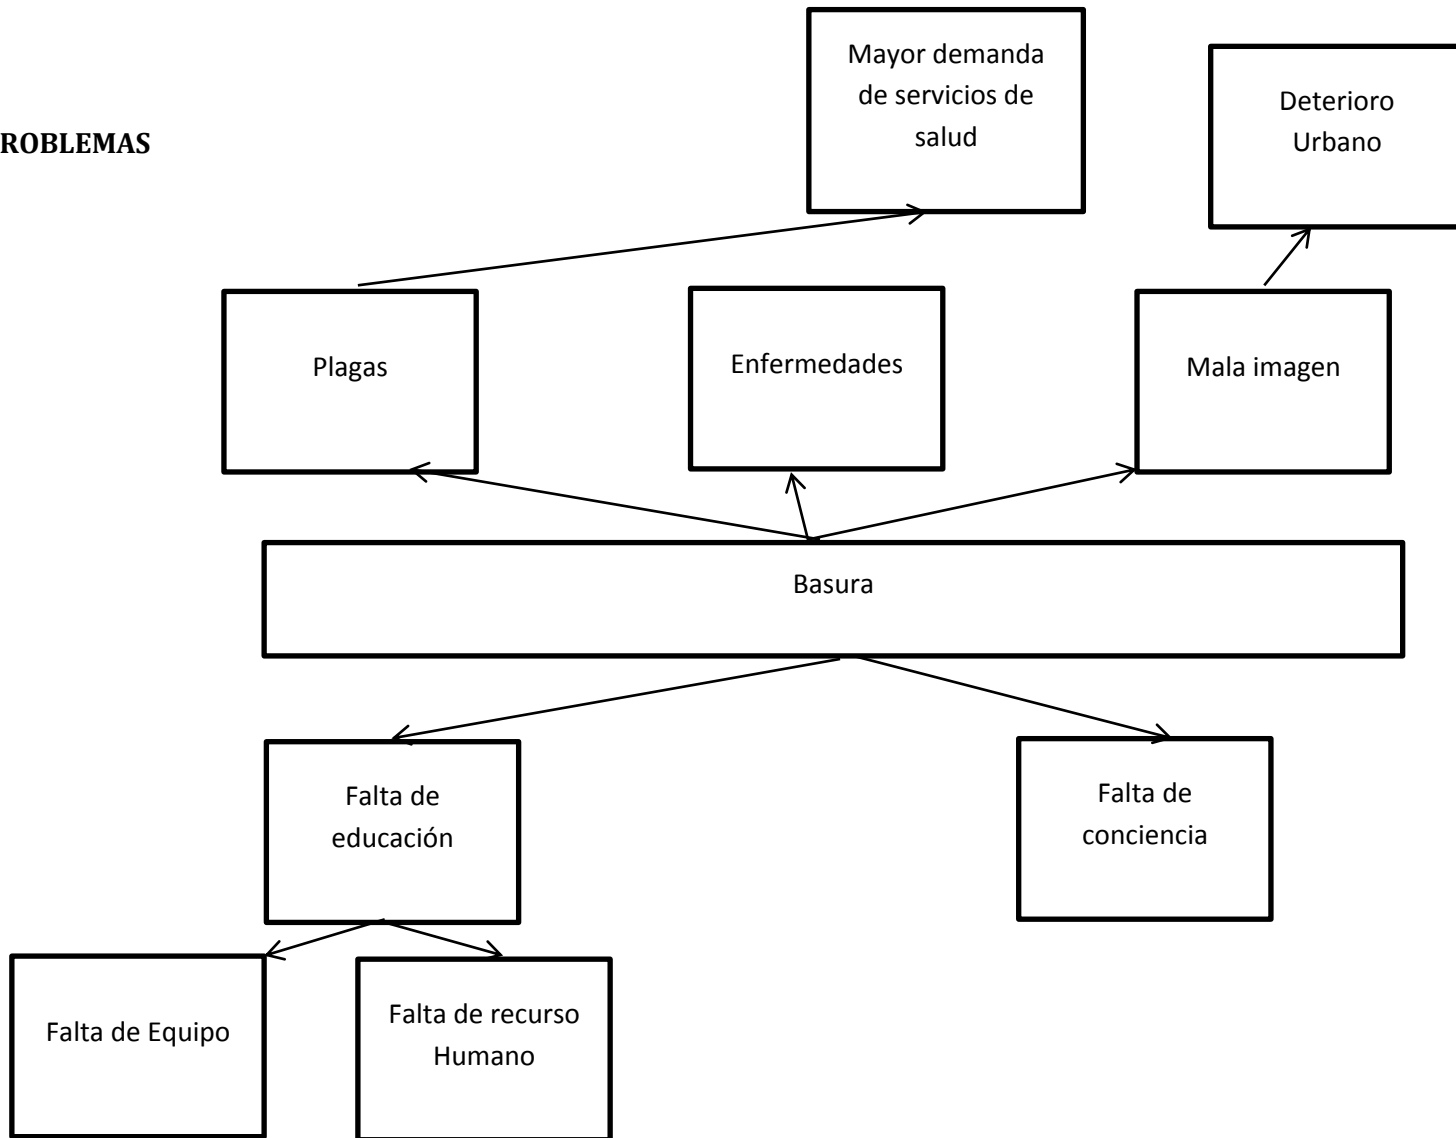 Mayor demanda
de servicios de
salud
Deterioro
Urbano
ROBLEMAS
Plagas
Enfermedades
Mala imagen
Basura
Falta de
educación
Falta de
conciencia
Falta de Equipo
Falta de recurso
Humano